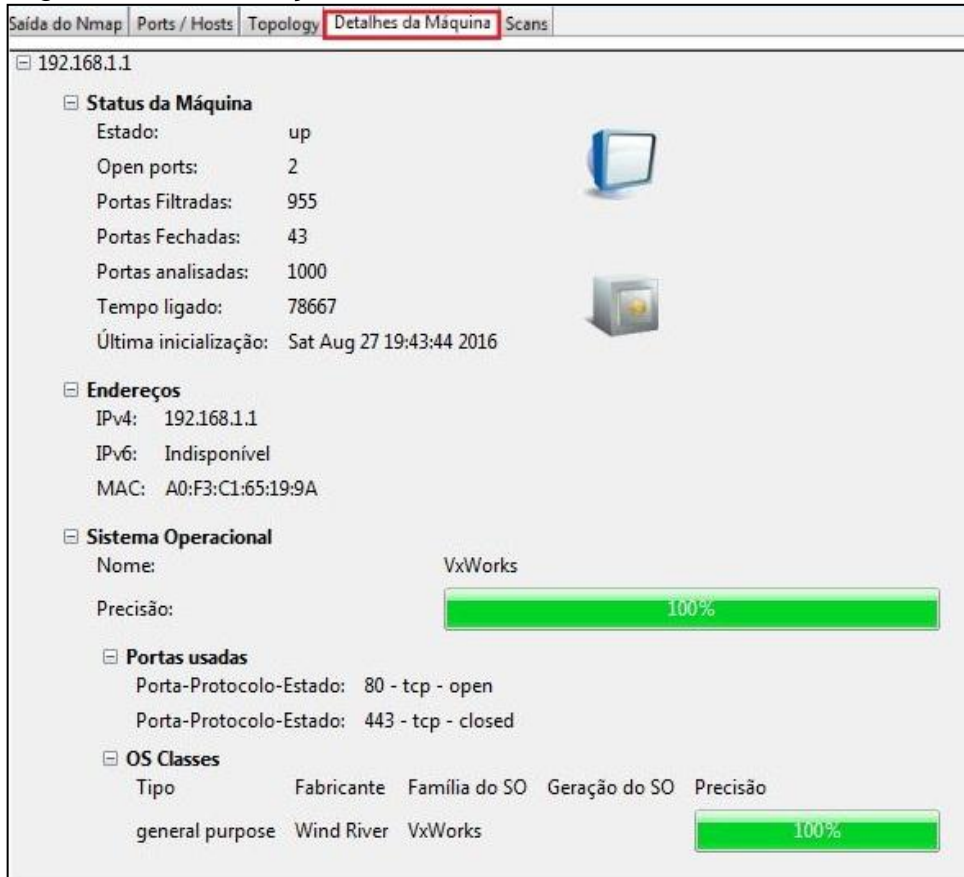 Saída do Nmap Ports / Hosts Topology Detalhes da Máquina Scans
192.168.1.1
Status da Máquina
Estado: up
Open ports: 2
Portas Filtradas: 955
Portas Fechadas: 43
Portas analisadas: 1000
Tempo ligado: 78667
Última inicialização: Sat Aug 27 19:43:44 2016
Endereços
IPv4: 192.168.1.1
IPv6: Indisponível
MAC: A0:F3:C1:65:19:9A
Sistema Operacional
Nome: VxWorks
Precisão: 100%
Portas usadas
Porta-Protocolo-Estado: 80 - tcp - open
Porta-Protocolo-Estado: 443 - tcp - closed
OS Classes
Tipo Fabricante Família do SO Geração do SO Precisão
general purpose Wind River VxWorks 100%